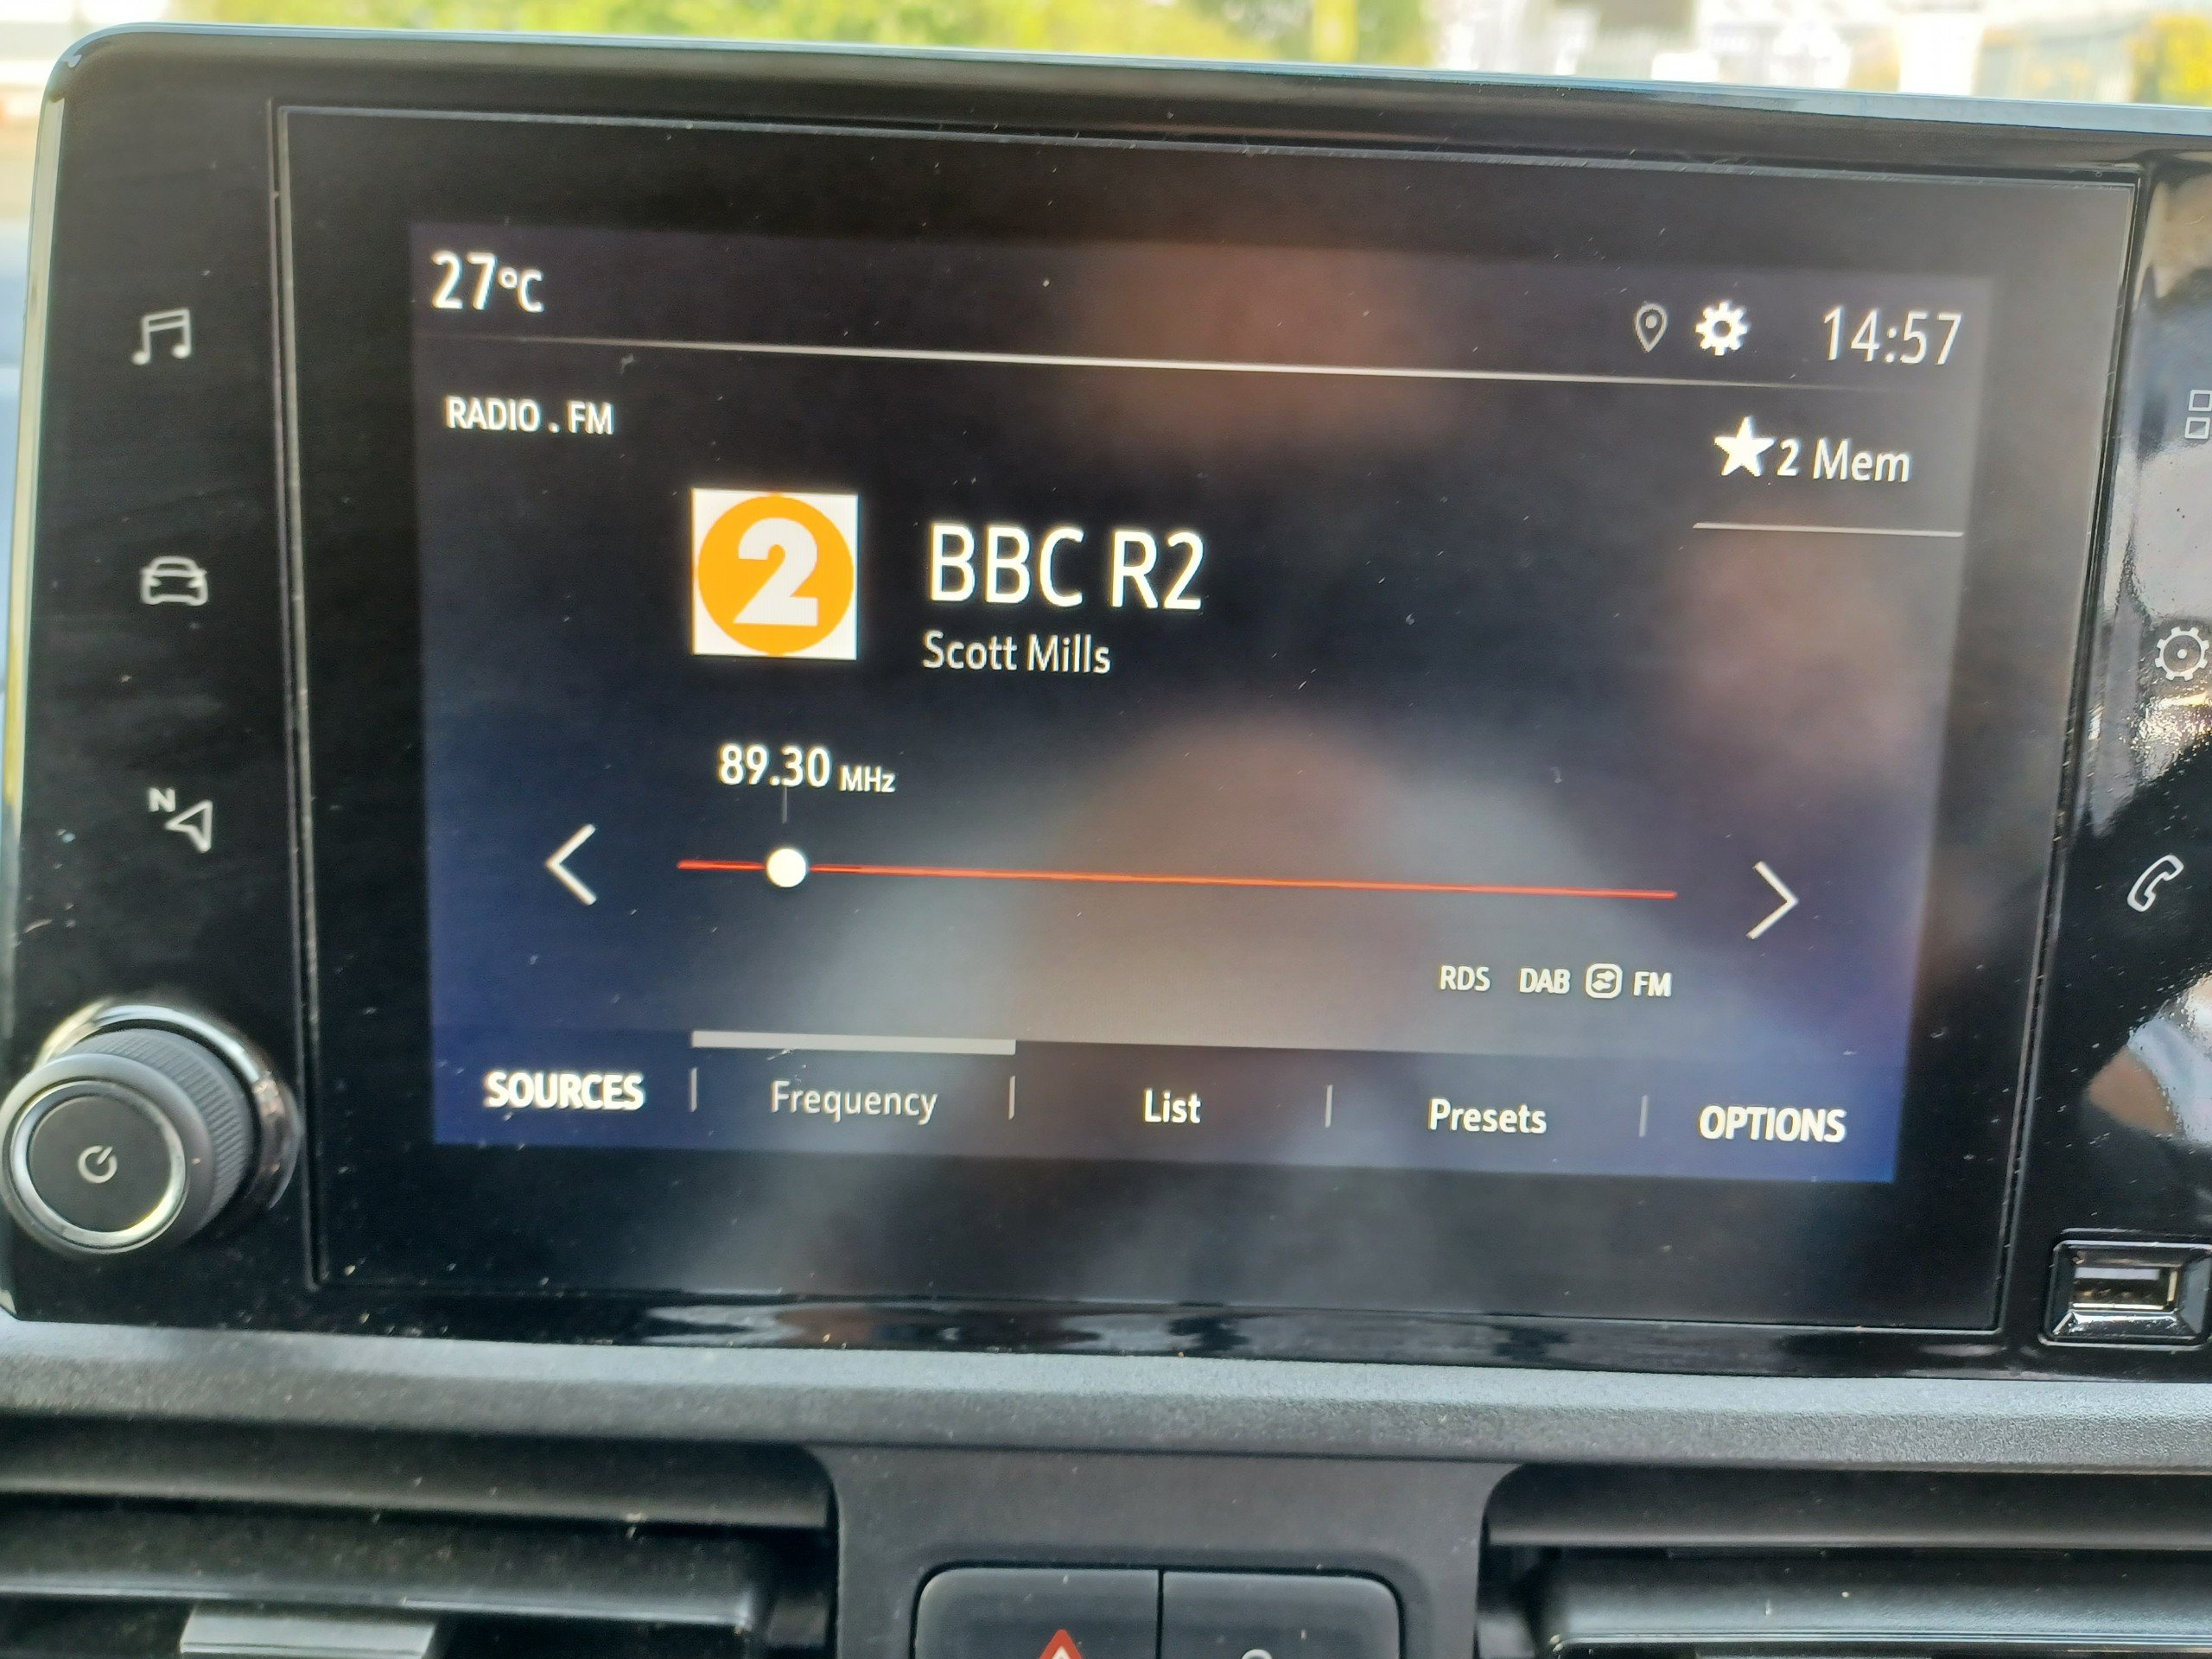 27°C
14:57
RADIO . FM
2 Mem
2
BBC R2
Scott Mills
89.30 MHz
RDS DAB FM
SOURCES Frequency List Presets OPTIONS
N